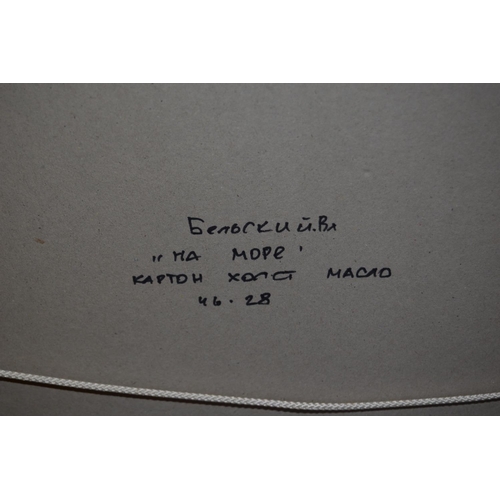 Бельский.Вл
„НА МОРЕ'
КАРТОН ХОЛСТ МАСЛО
46.28